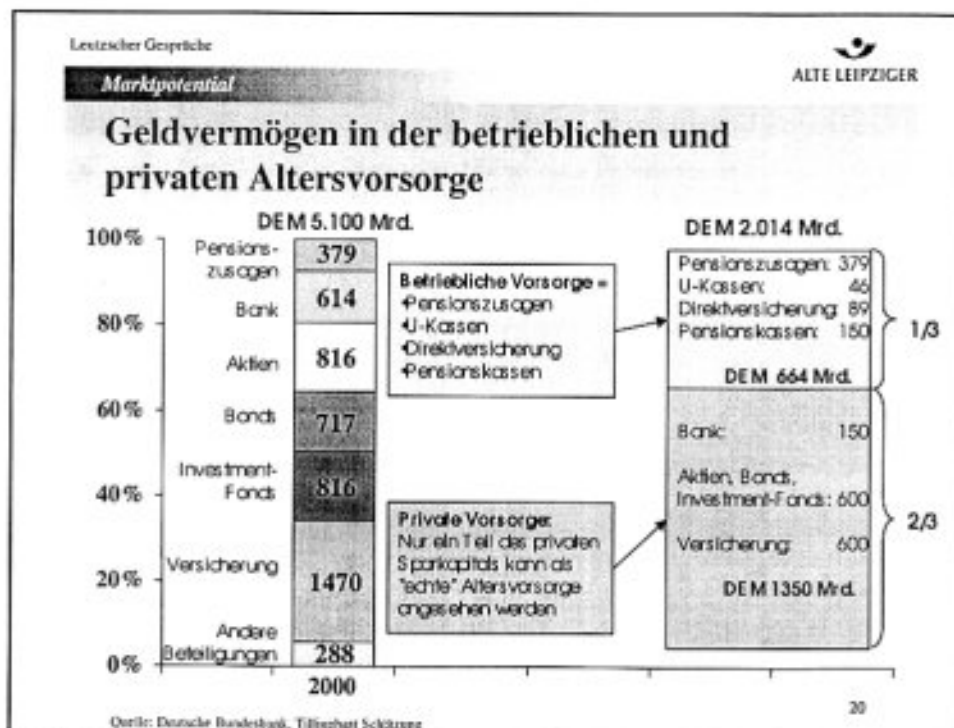 Leutzscher Gespräche
ALTE LEIPZIGER
Marktpotential
Geldvermögen in der betrieblichen und
privaten Altersvorsorge
DEM 5.100 Mrd.
100%
80%
60%
40%
20%
0%
Pensions-
zusagen
379
Bank
614
Aktien
816
Bonds
717
Investment-
Fonds
816
Versicherung
1470
Andere
Beteiligungen
288
2000
Betriebliche Vorsorge =
•Pensionszusagen
•U-Kassen
•Direktversicherung
•Pensionskassen
Private Vorsorge:
Nur ein Teil des privaten
Sparkapitals kann als
"echte" Altersvorsorge
angesehen werden
DEM 2.014 Mrd.
Pensionszusagen: 379
U-Kassen: 46
Direktversicherung: 89
Pensionskassen: 150
DEM 664 Mrd.
1/3
Bank: 150
Aktien, Bonds,
Investment-Fonds: 600
Versicherung: 600
DEM 1350 Mrd.
2/3
Quelle: Deutsche Bundesbank, Tillinghast Schätzung
20